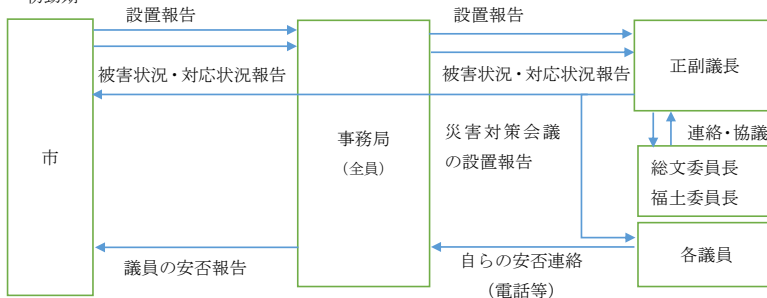 設置報告
設置報告
被害状況・対応状況報告
被害状況・対応状況報告
正副議長
市
事務局
（全員）
災害対策会議
の設置報告
連絡・協議
総文委員長
福土委員長
議員の安否報告
自らの安否連絡
（電話等）
各議員